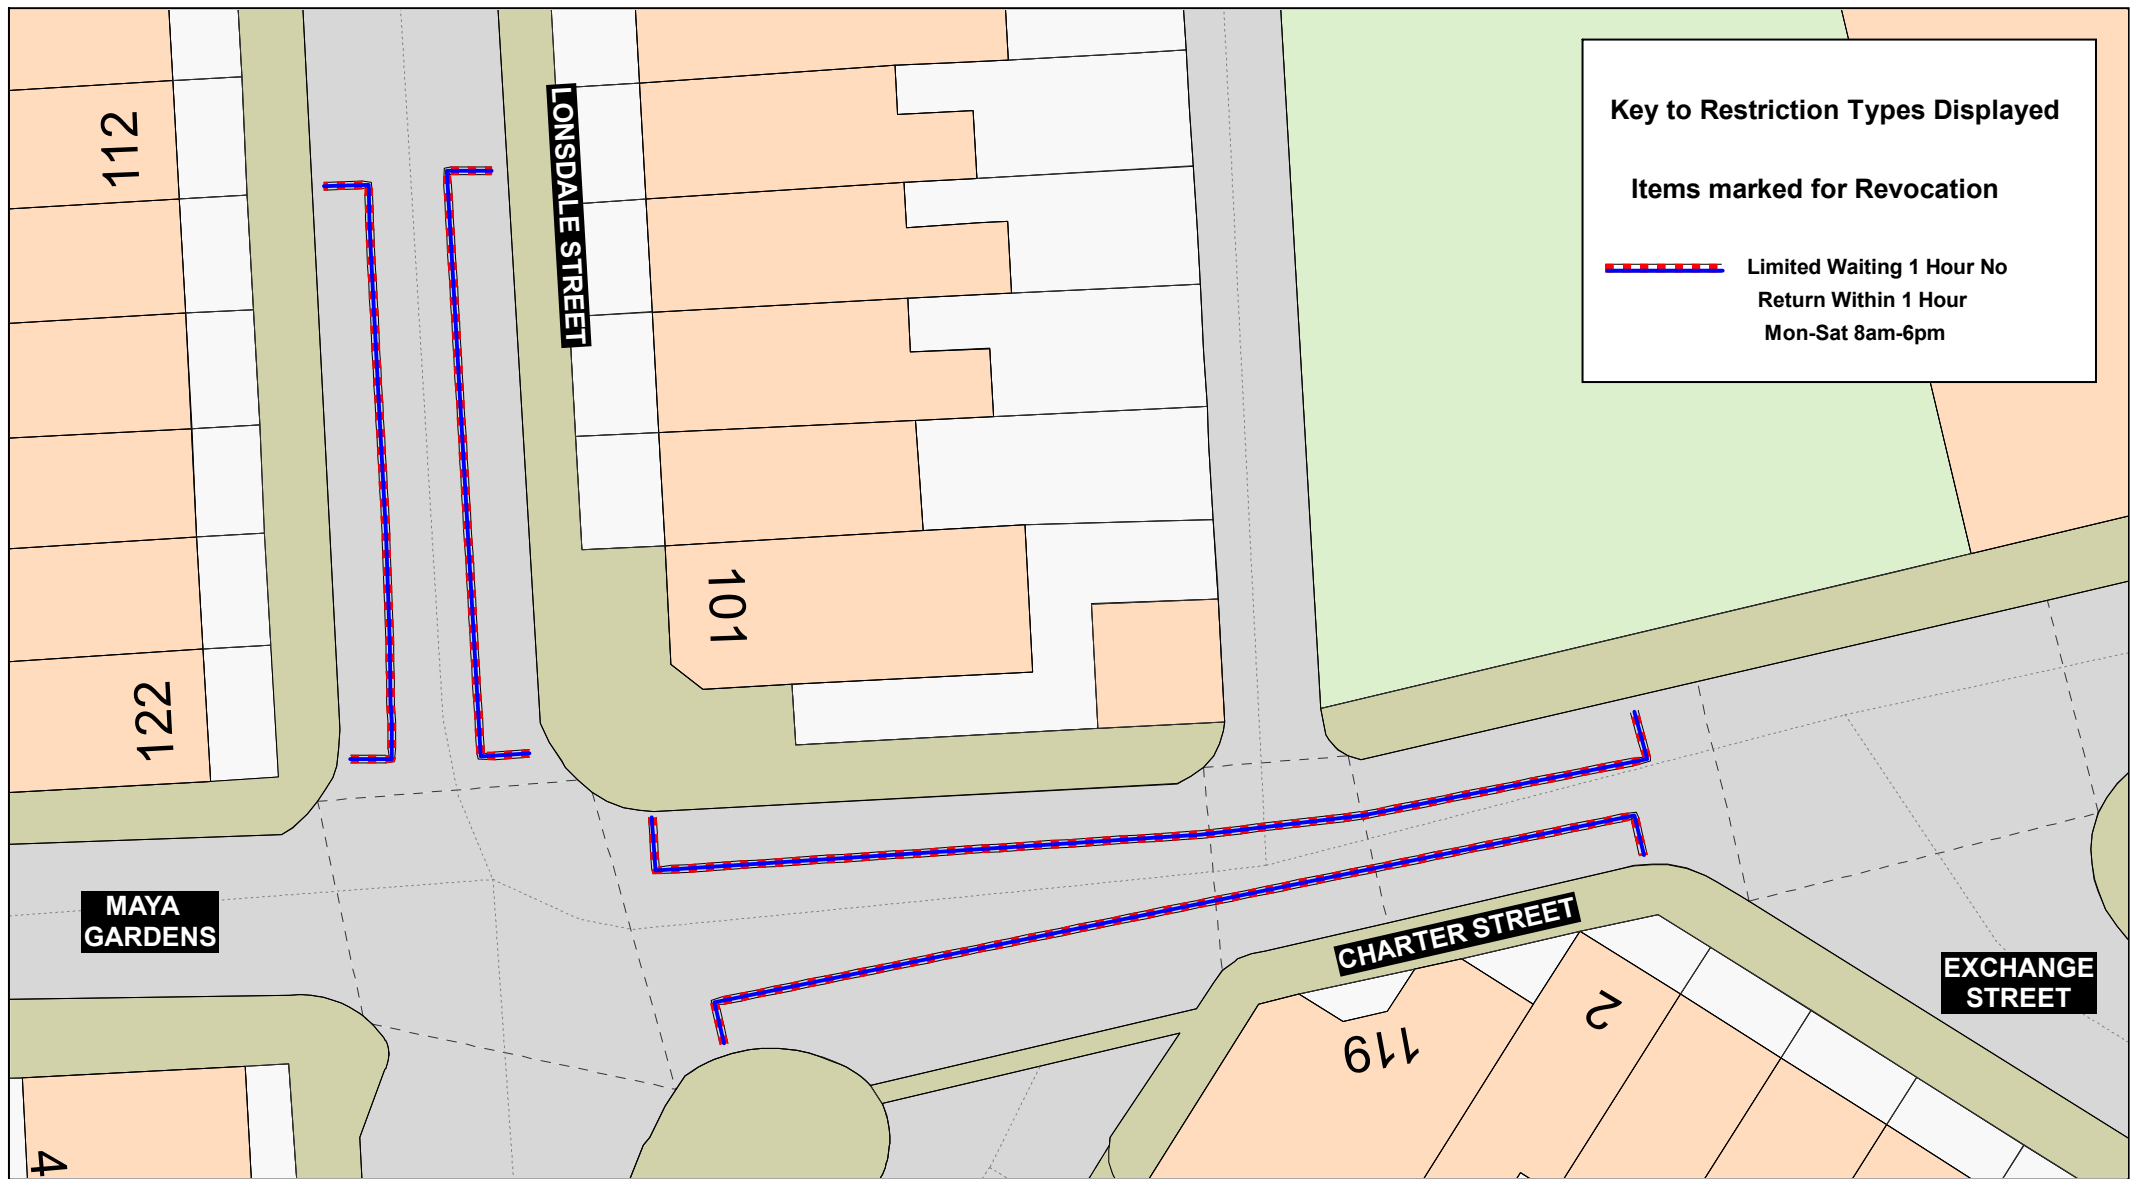 Key to Restriction Types Displayed
Items marked for Revocation
Limited Waiting 1 Hour No
Return Within 1 Hour
Mon-Sat 8am-6pm
112
LONSDALE STREET
101
122
MAYA
GARDENS
CHARTER STREET
EXCHANGE
STREET
2
119
4